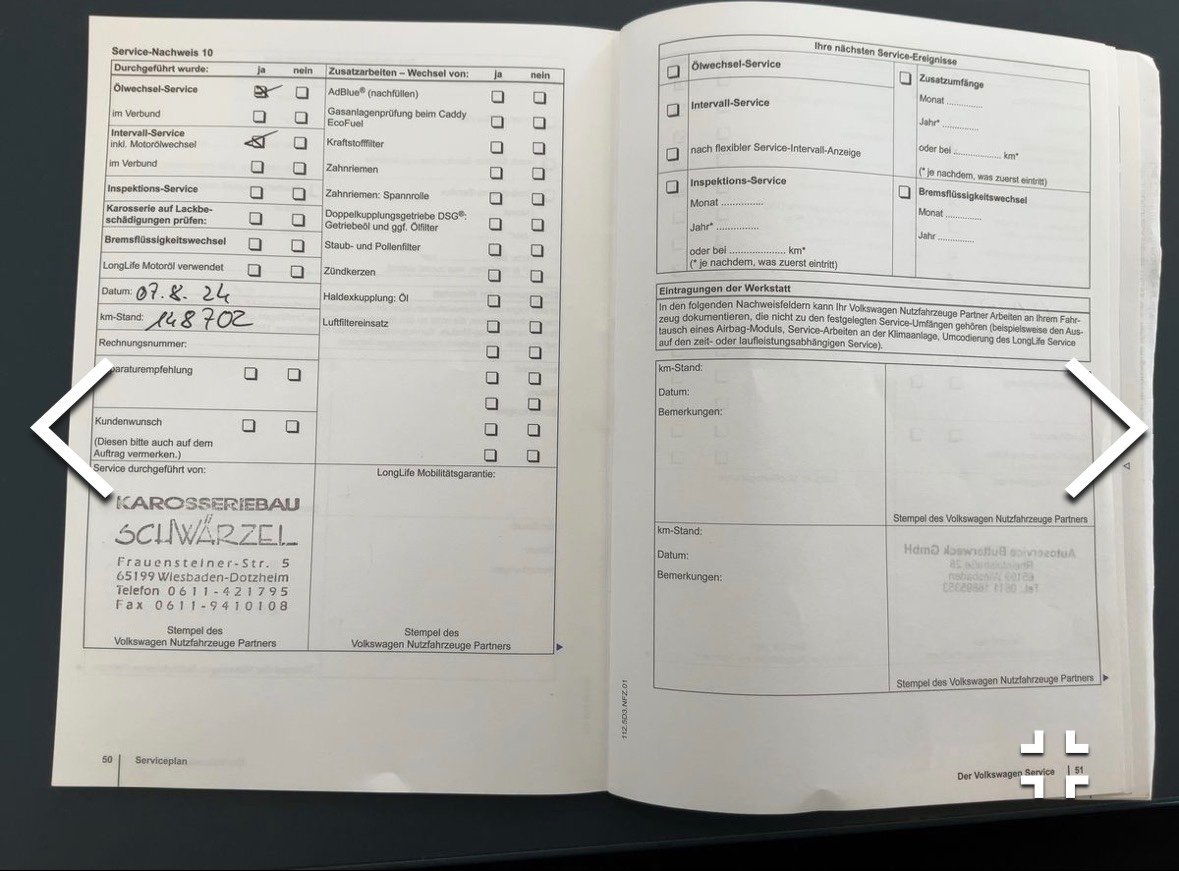 Service-Nachweis 10
Durchgeführt wurde: ja nein
Ölwechsel-Service
im Verbund
Intervall-Service
inkl. Motorölwechsel
im Verbund
Inspektions-Service
Karosserie auf Lackbe-
schädigungen prüfen:
Bremsflüssigkeitswechsel
LongLife Motoröl verwendet
Datum: 07.8.24
km-Stand: 148702
Rechnungsnummer:
paraturempfehlung
Kundenwunsch
(Diesen bitte auch auf dem
Auftrag vermerken.)
Service durchgeführt von:
KAROSSERIEBAU
SCHWÄRZEL
Frauensteiner-Str. 5
65199 Wiesbaden-Dotzheim
Telefon 0611-421795
Fax 0611-9410108
Stempel des
Volkswagen Nutzfahrzeuge Partners
Zusatzarbeiten – Wechsel von: ja nein
AdBlue® (nachfüllen)
Gasanlagenprüfung beim Caddy
EcoFuel
Kraftstofffilter
Zahnriemen
Zahnriemen: Spannrolle
Doppelkupplungsgetriebe DSG®:
Getriebeöl und ggf. Ölfilter
Staub- und Pollenfilter
Zündkerzen
Haldexkupplung: Öl
Luftfiltereinsatz
LongLife Mobilitätsgarantie:
Stempel des
Volkswagen Nutzfahrzeuge Partners
50 Serviceplan
Ihre nächsten Service-Ereignisse
Ölwechsel-Service
Intervall-Service
nach flexibler Service-Intervall-Anzeige
Inspektions-Service
Monat ..............
Jahr* ..............
oder bei .................... km*
(* je nachdem, was zuerst eintritt)
Zusatzumfänge
Monat ............
Jahr* ............
oder bei ................ km*
(* je nachdem, was zuerst eintritt)
Bremsflüssigkeitswechsel
Monat ............
Jahr ............
Eintragungen der Werkstatt
In den folgenden Nachweisfeldern kann Ihr Volkswagen Nutzfahrzeuge Partner Arbeiten an Ihrem Fahr-
zeug dokumentieren, die nicht zu den festgelegten Service-Umfängen gehören (beispielsweise den Aus-
tausch eines Airbag-Moduls, Service-Arbeiten an der Klimaanlage, Umcodierung des LongLife Service
auf den zeit- oder laufleistungsabhängigen Service).
km-Stand:
Datum:
Bemerkungen:
Stempel des Volkswagen Nutzfahrzeuge Partners
km-Stand:
Datum:
Bemerkungen:
Stempel des Volkswagen Nutzfahrzeuge Partners
112.5D3.NFZ.01
Der Volkswagen Service 51